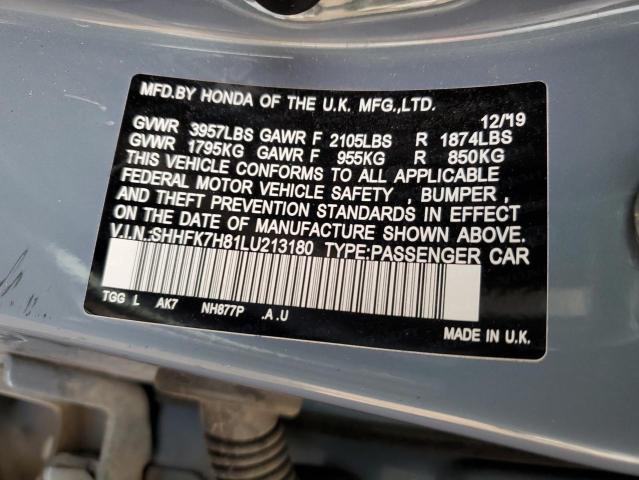 MFD.BY HONDA OF THE U.K. MFG.,LTD.
12/'19
GVWR 3957LBS GAWR F 2105LBS R 1874LBS
GVWR 1795KG GAWR F 955KG R 850KG
THIS VEHICLE CONFORMS TO ALL APPLICABLE
FEDERAL MOTOR VEHICLE SAFETY , BUMPER ,
AND THEFT PREVENTION STANDARDS IN EFFECT
ON THE DATE OF MANUFACTURE SHOWN ABOVE.
V.I.N.:SHHFK7H81LU213180 TYPE:PASSENGER CAR
TGG L AK7 NH877P .A .U
MADE IN U.K.